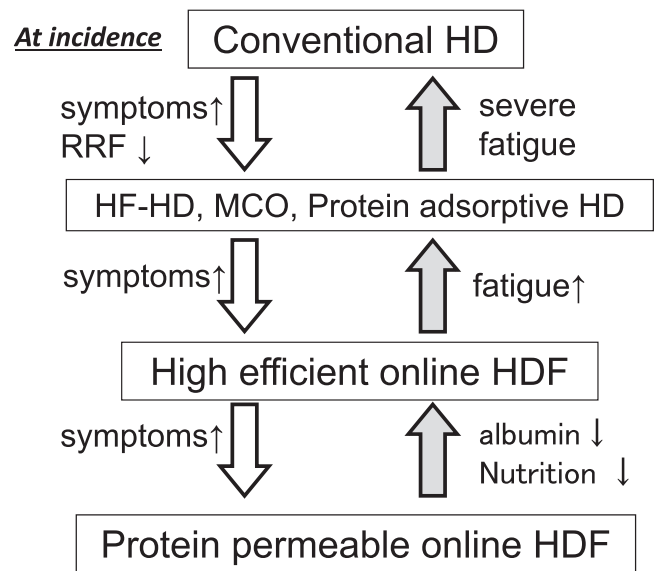 At incidence
Conventional HD
symptoms↑
RRF ↓
severe
fatigue
HF-HD, MCO, Protein adsorptive HD
symptoms↑
fatigue↑
High efficient online HDF
symptoms↑
albumin ↓
Nutrition ↓
Protein permeable online HDF